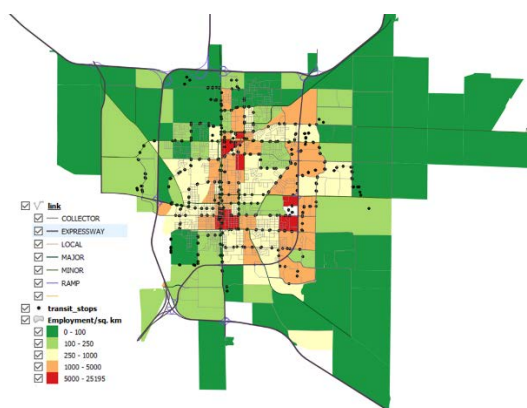 link
COLLECTOR
EXPRESSWAY
LOCAL
MAJOR
MINOR
RAMP
transit_stops
Employment/sq. km
0 - 100
100 - 250
250 - 1000
1000 - 5000
5000 - 25195